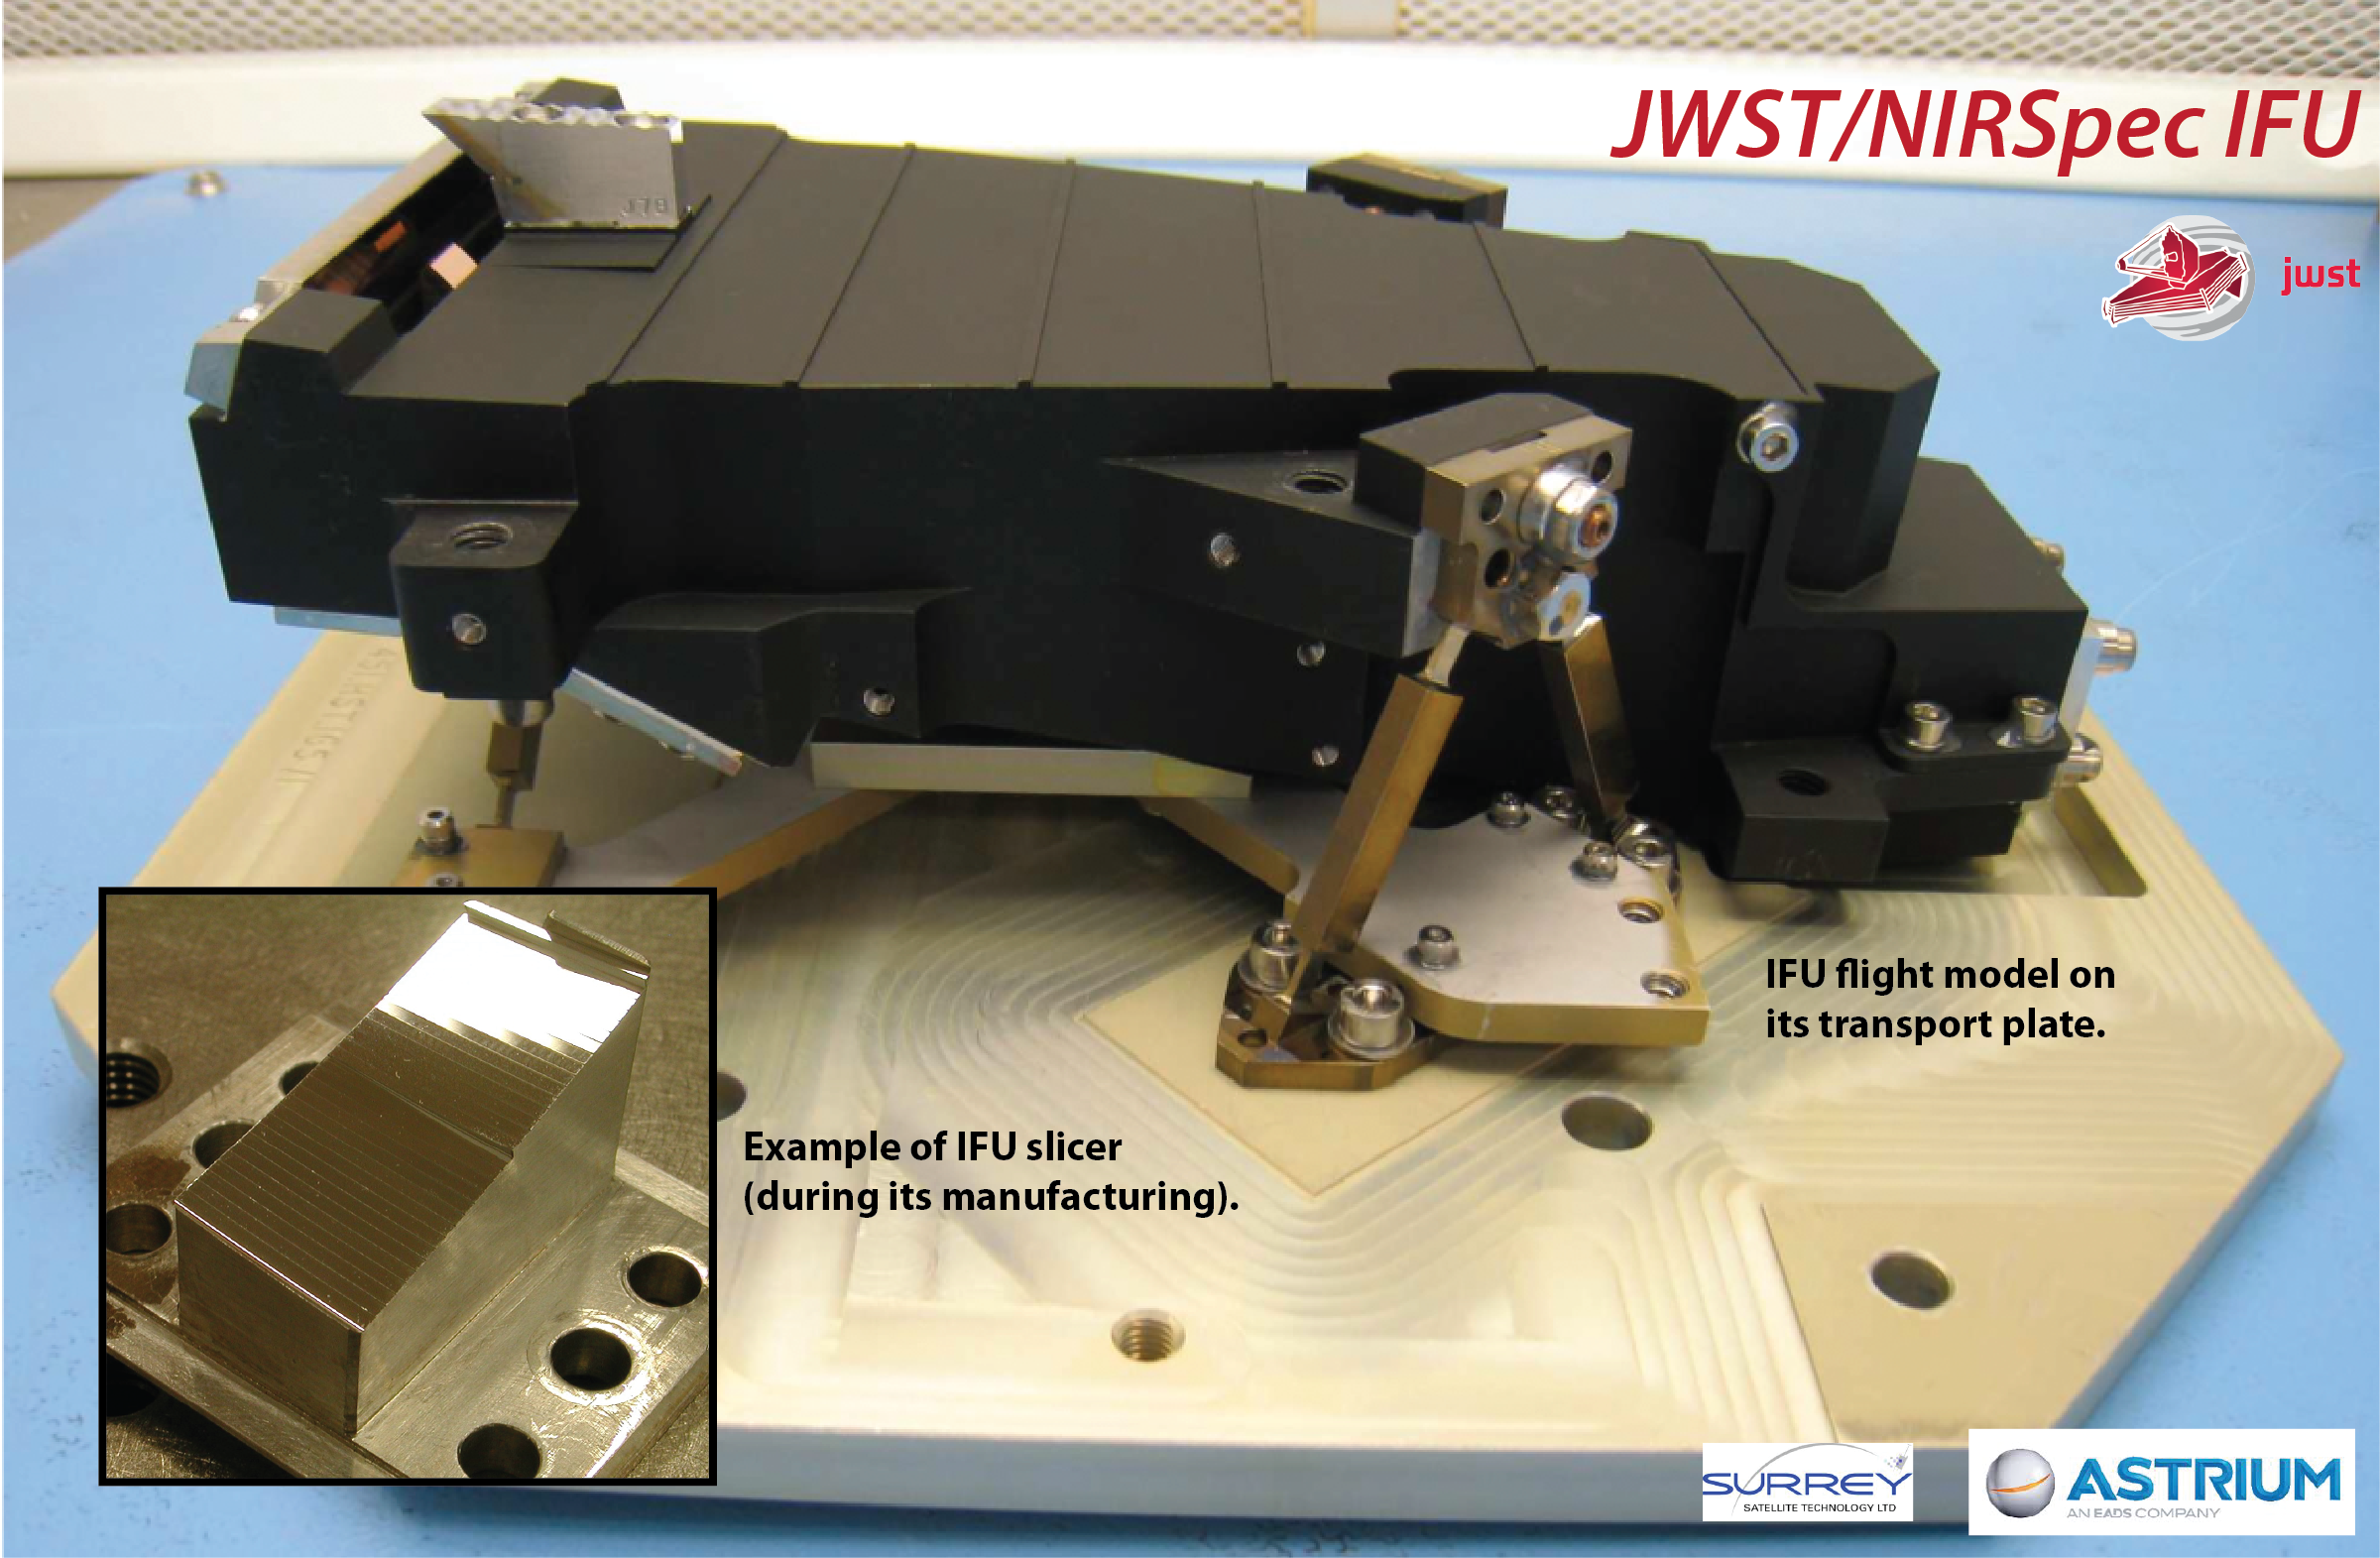 JWST/NIRSpec IFU
jwst
J78
IFU flight model on
its transport plate.
Example of IFU slicer
(during its manufacturing).
SURREY
SATELLITE TECHNOLOGY LTD
ASTRIUM
AN EADS COMPANY